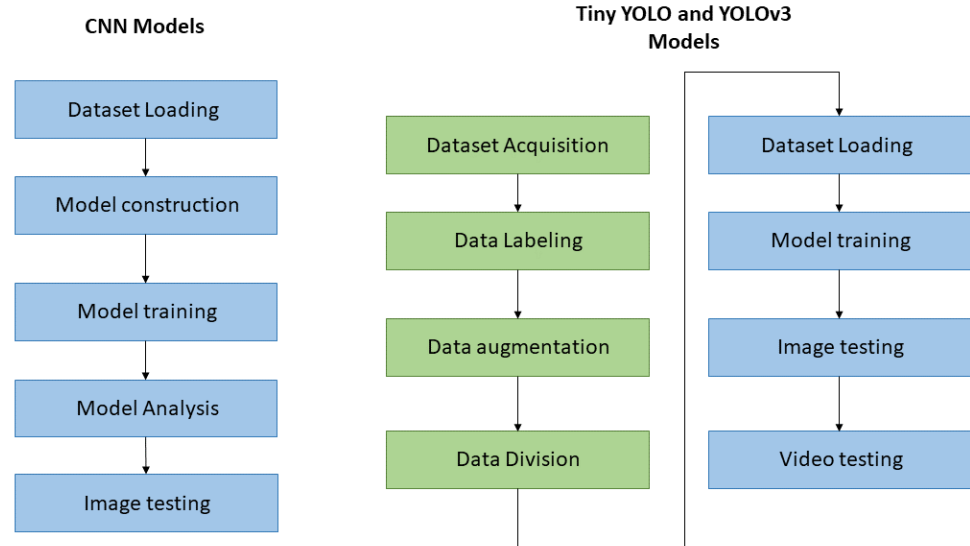 CNN Models
Dataset Loading
Model construction
Model training
Model Analysis
Image testing
Tiny YOLO and YOLOv3
Models
Dataset Acquisition
Data Labeling
Data augmentation
Data Division
Dataset Loading
Model training
Image testing
Video testing